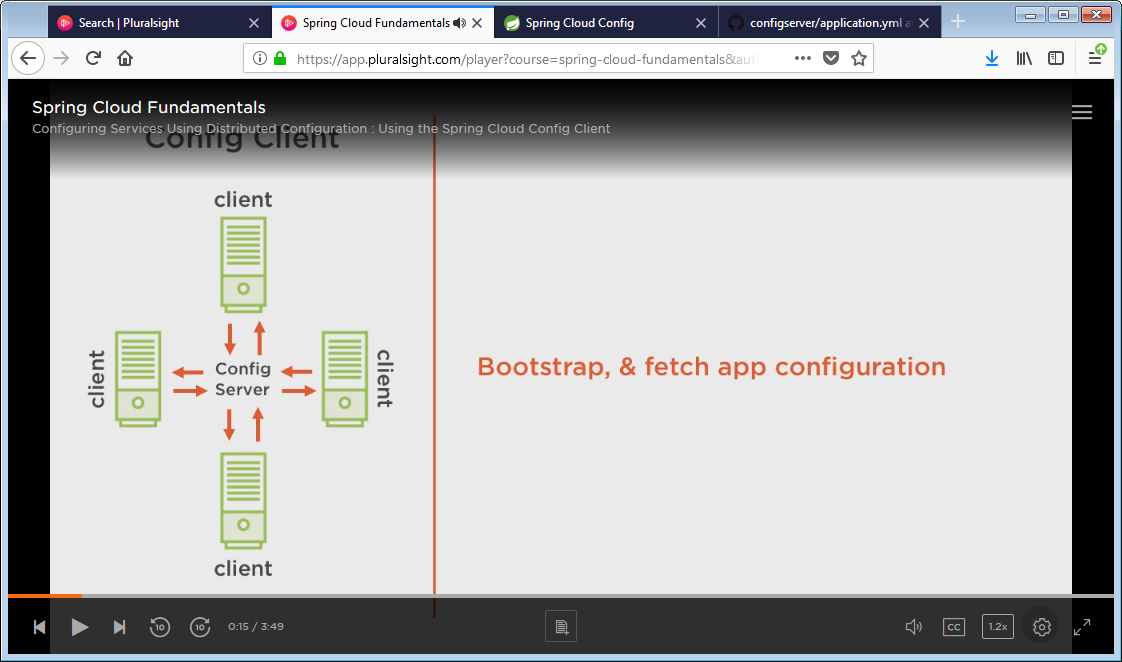 Search | Pluralsight
Spring Cloud Fundamentals
Spring Cloud Config
configserver/application.yml
https://app.pluralsight.com/player?course=spring-cloud-fundamentals&aut
Spring Cloud Fundamentals
Configuring Services Using Distributed Configuration : Using the Spring Cloud Config Client
Config Client
client
client
Config
Server
client
client
Bootstrap, & fetch app configuration
10
10
0:15 / 3:49
CC
1.2x